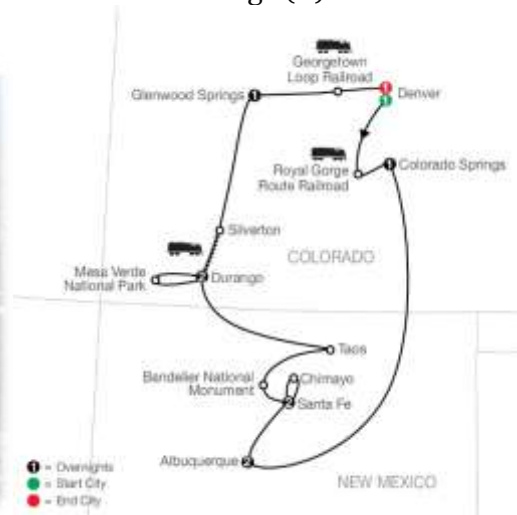 Georgetown
Loop Railroad
Glenwood Springs
1
1
1
Denver
Royal Gorge
Route Railroad
1
Colorado Springs
Silverton
COLORADO
Mesa Verde
National Park
2
Durango
Taos
Bandelier National
Monument
Chimayo
2
Santa Fe
Albuquerque
2
NEW MEXICO
1 = Overnights
= Start City
= End City